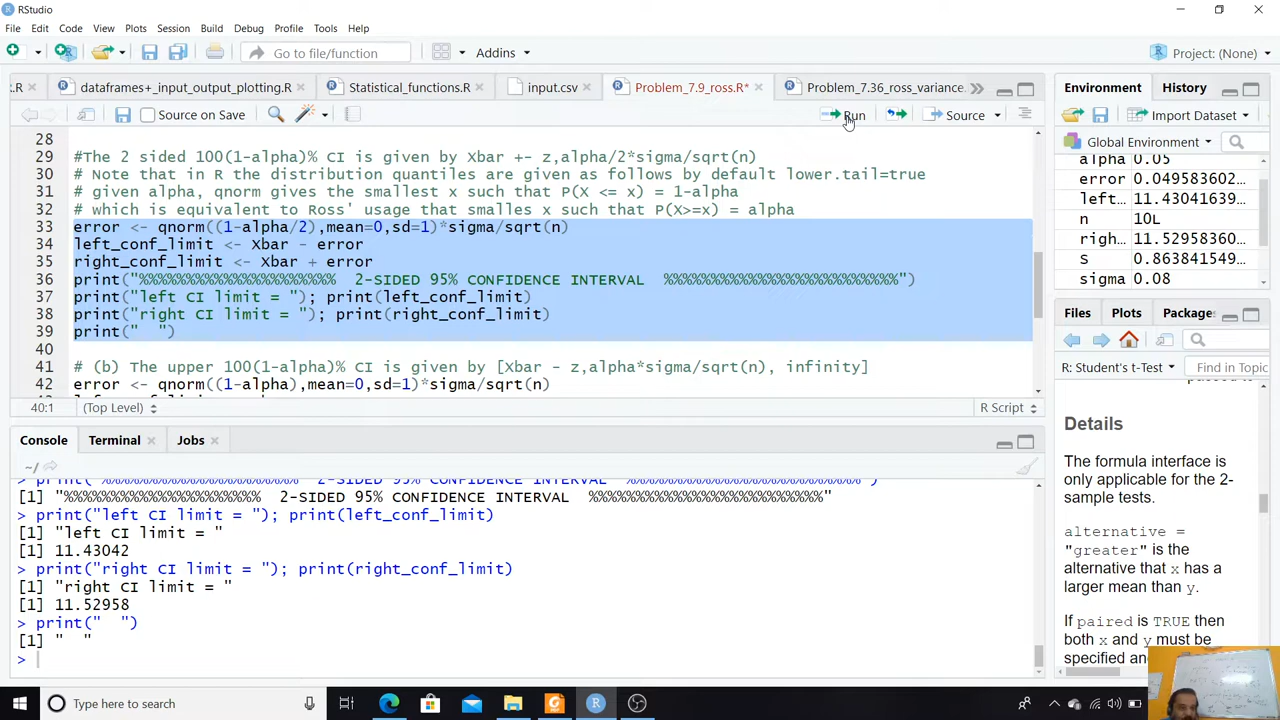 RStudio
File Edit Code View Plots Session Build Debug Profile Tools Help
Go to file/function Addins Project: (None)
.R dataframes+_input_output_plotting.R Statistical_functions.R input.csv Problem_7.9_ross.R* Problem_7.36_ross_variance.
Source on Save Run Source
28
29 #The 2 sided 100(1-alpha)% CI is given by Xbar +- z,alpha/2*sigma/sqrt(n)
30 # Note that in R the distribution quantiles are given as follows by default lower.tail=true
31 # given alpha, qnorm gives the smallest x such that P(X <= x) = 1-alpha
32 # which is equivalent to Ross' usage that smalles x such that P(X>=x) = alpha
33 error <- qnorm((1-alpha/2),mean=0,sd=1)*sigma/sqrt(n)
34 left_conf_limit <- Xbar - error
35 right_conf_limit <- Xbar + error
36 print("%%%%%%%%%%%%%%%%%%%%% 2-SIDED 95% CONFIDENCE INTERVAL %%%%%%%%%%%%%%%%%%%%%%%%%")
37 print("left CI limit = "); print(left_conf_limit)
38 print("right CI limit = "); print(right_conf_limit)
39 print("  ")
40
41 # (b) The upper 100(1-alpha)% CI is given by [Xbar - z,alpha*sigma/sqrt(n), infinity]
42 error <- qnorm((1-alpha),mean=0,sd=1)*sigma/sqrt(n)
40:1 (Top Level) R Script
Console Terminal Jobs
~/
> print("%%%%%%%%%%%%%%%%%%%%% 2-SIDED 95% CONFIDENCE INTERVAL %%%%%%%%%%%%%%%%%%%%%%%%%")
[1] "%%%%%%%%%%%%%%%%%%%%% 2-SIDED 95% CONFIDENCE INTERVAL %%%%%%%%%%%%%%%%%%%%%%%%%"
> print("left CI limit = "); print(left_conf_limit)
[1] "left CI limit = "
[1] 11.43042
> print("right CI limit = "); print(right_conf_limit)
[1] "right CI limit = "
[1] 11.52958
> print("  ")
[1] "  "
>
Environment History
Import Dataset
Global Environment
alpha 0.05
error 0.049583602...
left... 11.43041639...
n 10L
righ... 11.52958360...
s 0.863841549...
sigma 0.08
Files Plots Package:
R: Student's t-Test Find in Topic
Details
The formula interface is
only applicable for the 2-
sample tests.
alternative =
"greater" is the
alternative that x has a
larger mean than y.
If paired is TRUE then
both x and y must be
specified and
Type here to search